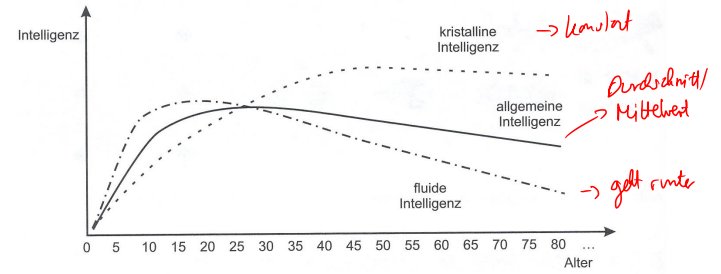 Intelligenz
kristalline
Intelligenz
→ konstant
allgemeine
Intelligenz
Durchschnitt/
Mittelwert
fluide
Intelligenz
→ geht runter
0 5 10 15 20 25 30 35 40 45 50 55 60 65 70 75 80 ...
Alter